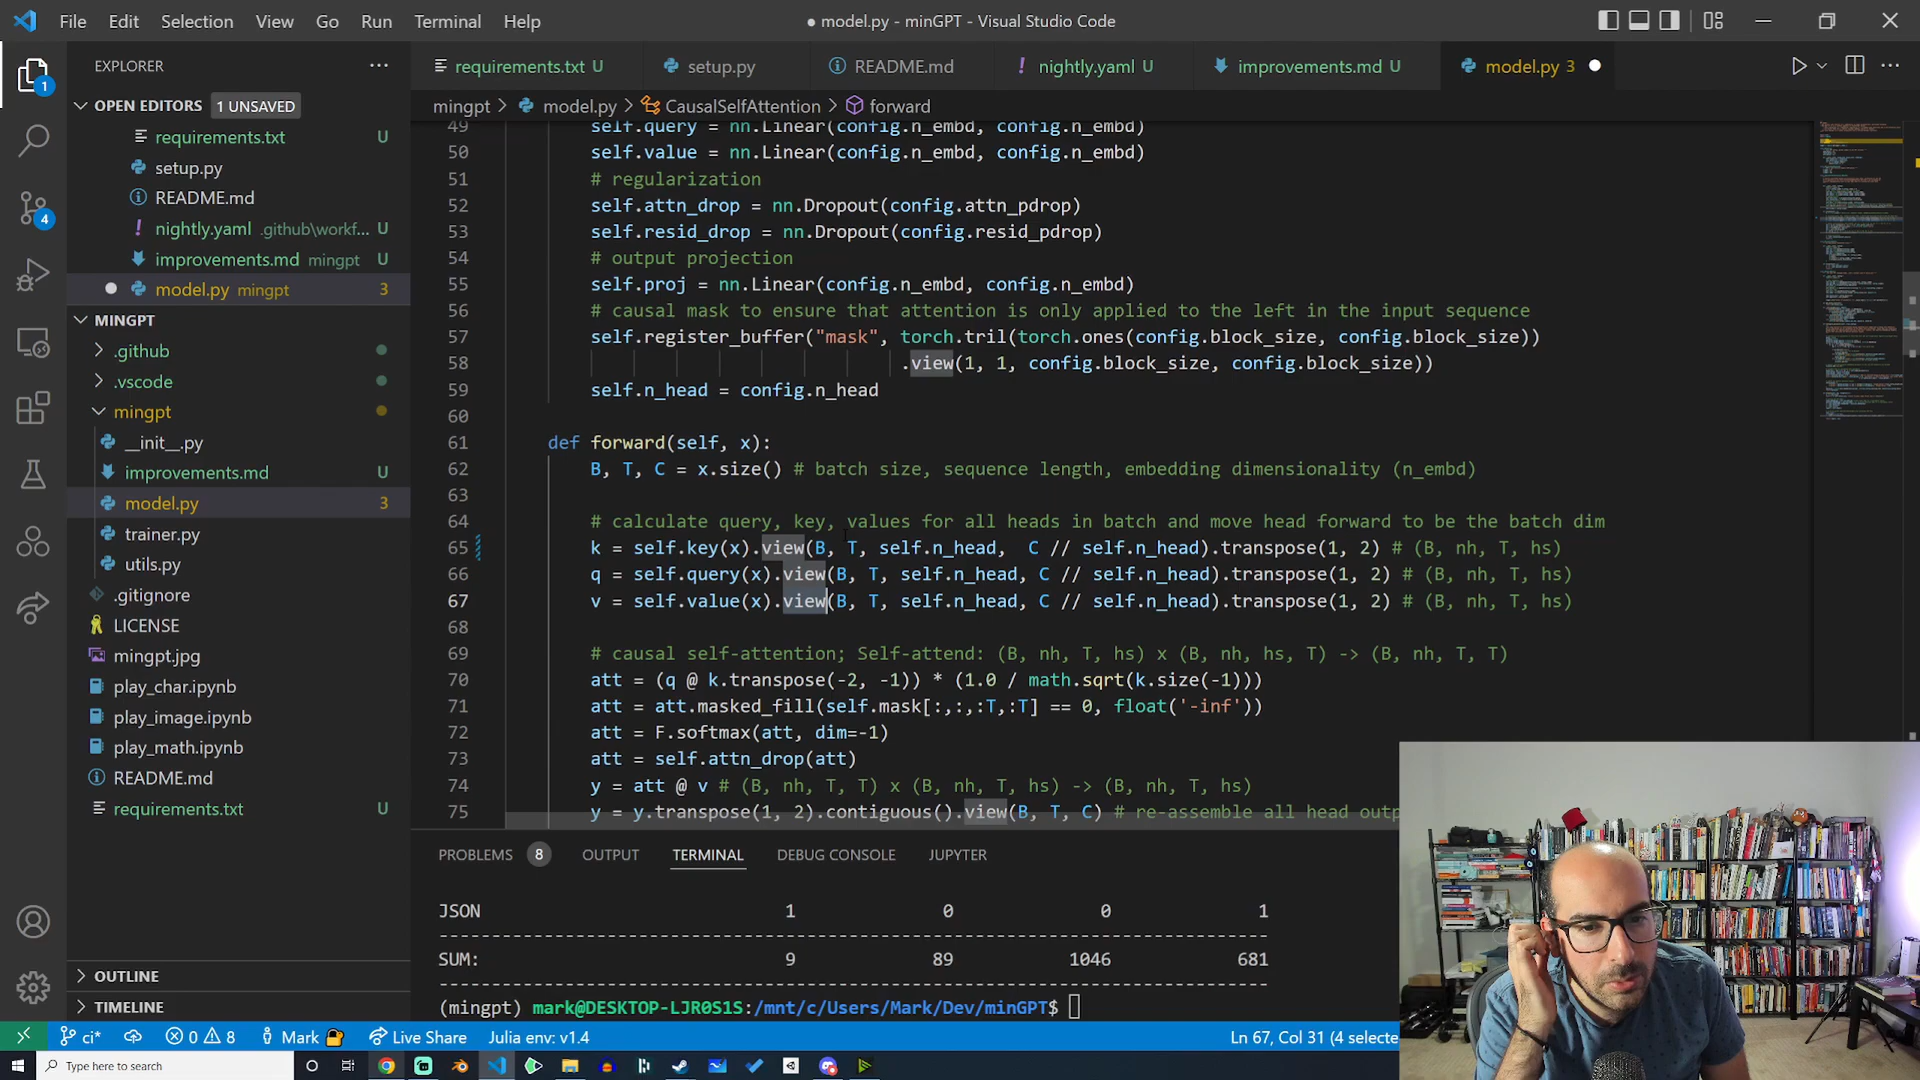 File Edit Selection View Go Run Terminal Help
● model.py - minGPT - Visual Studio Code
EXPLORER
requirements.txt U
setup.py
README.md
nightly.yaml U
improvements.md U
model.py 3
OPEN EDITORS 1 UNSAVED
mingpt > model.py > CausalSelfAttention > forward
requirements.txt U
setup.py
README.md
nightly.yaml .github\workf... U
improvements.md mingpt U
model.py mingpt 3
MINGPT
.github
.vscode
mingpt
__init__.py
improvements.md U
model.py 3
trainer.py
utils.py
.gitignore
LICENSE
mingpt.jpg
play_char.ipynb
play_image.ipynb
play_math.ipynb
README.md
requirements.txt U
OUTLINE
TIMELINE
49 self.query = nn.Linear(config.n_embd, config.n_embd)
50 self.value = nn.Linear(config.n_embd, config.n_embd)
51 # regularization
52 self.attn_drop = nn.Dropout(config.attn_pdrop)
53 self.resid_drop = nn.Dropout(config.resid_pdrop)
54 # output projection
55 self.proj = nn.Linear(config.n_embd, config.n_embd)
56 # causal mask to ensure that attention is only applied to the left in the input sequence
57 self.register_buffer("mask", torch.tril(torch.ones(config.block_size, config.block_size))
58 .view(1, 1, config.block_size, config.block_size))
59 self.n_head = config.n_head
60
61 def forward(self, x):
62 B, T, C = x.size() # batch size, sequence length, embedding dimensionality (n_embd)
63
64 # calculate query, key, values for all heads in batch and move head forward to be the batch dim
65 k = self.key(x).view(B, T, self.n_head,  C // self.n_head).transpose(1, 2) # (B, nh, T, hs)
66 q = self.query(x).view(B, T, self.n_head, C // self.n_head).transpose(1, 2) # (B, nh, T, hs)
67 v = self.value(x).view(B, T, self.n_head, C // self.n_head).transpose(1, 2) # (B, nh, T, hs)
68
69 # causal self-attention; Self-attend: (B, nh, T, hs) x (B, nh, hs, T) -> (B, nh, T, T)
70 att = (q @ k.transpose(-2, -1)) * (1.0 / math.sqrt(k.size(-1)))
71 att = att.masked_fill(self.mask[:,:,:T,:T] == 0, float('-inf'))
72 att = F.softmax(att, dim=-1)
73 att = self.attn_drop(att)
74 y = att @ v # (B, nh, T, T) x (B, nh, T, hs) -> (B, nh, T, hs)
75 y = y.transpose(1, 2).contiguous().view(B, T, C) # re-assemble all head outp
PROBLEMS 8 OUTPUT TERMINAL DEBUG CONSOLE JUPYTER
JSON 1 0 0 1
-------------------------------------------------------------------------------
SUM: 9 89 1046 681
-------------------------------------------------------------------------------
(mingpt) mark@DESKTOP-LJR0S1S:/mnt/c/Users/Mark/Dev/minGPT$
1
4
ci* 0 8 Mark Live Share Julia env: v1.4 Ln 67, Col 31 (4 selecte
Type here to search